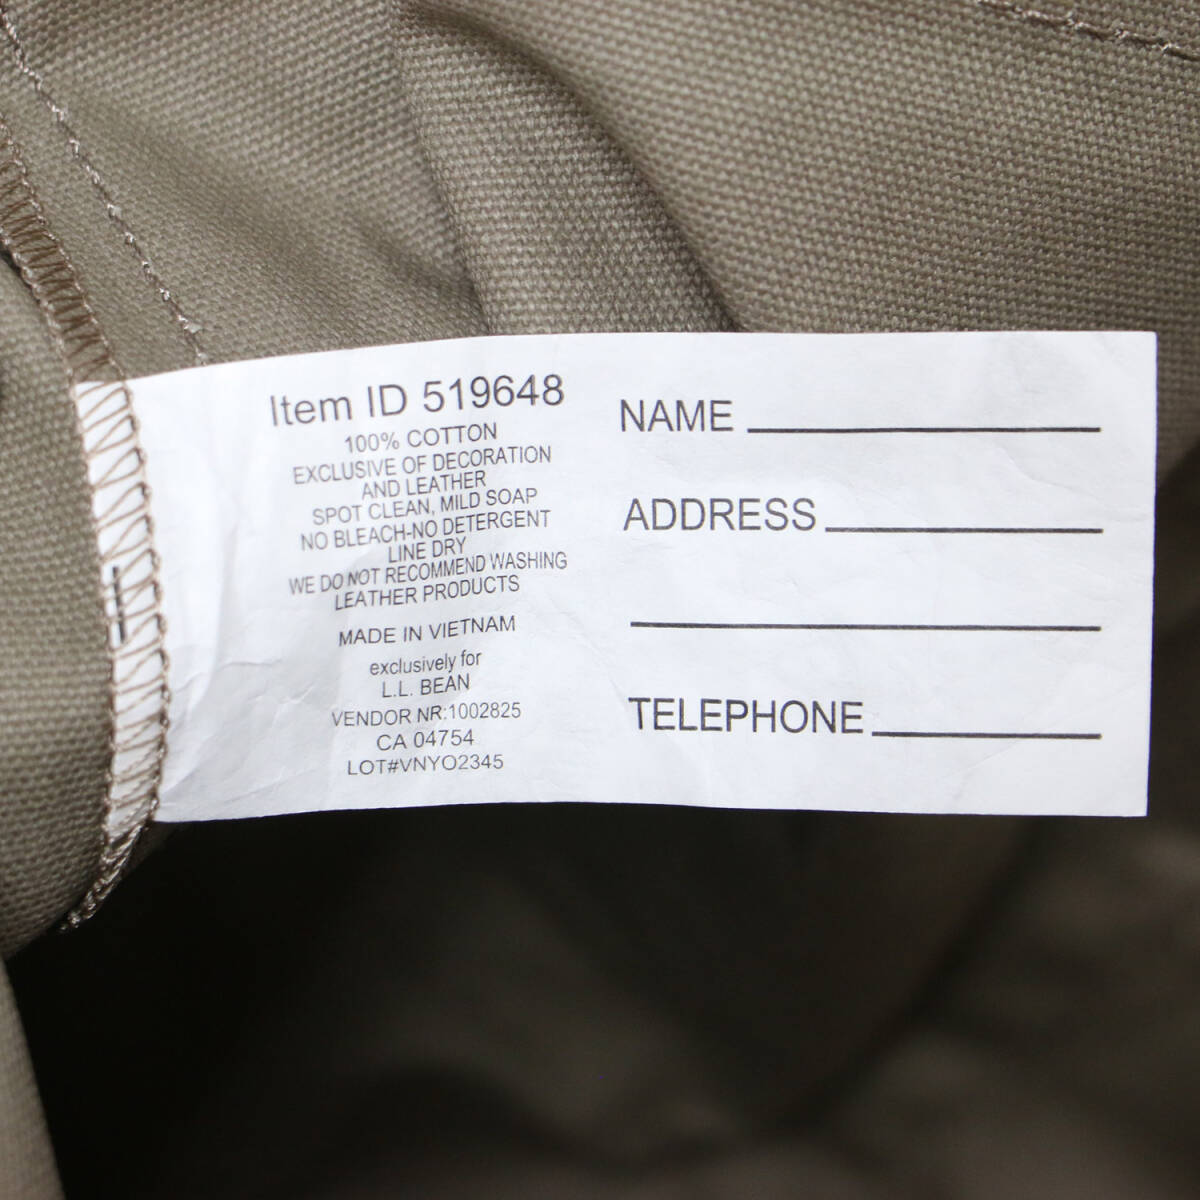 Item ID 519648
100% COTTON
EXCLUSIVE OF DECORATION
AND LEATHER
SPOT CLEAN, MILD SOAP
NO BLEACH-NO DETERGENT
LINE DRY
WE DO NOT RECOMMEND WASHING
LEATHER PRODUCTS
MADE IN VIETNAM
exclusively for
L.L. BEAN
VENDOR NR:1002825
CA 04754
LOT#VNYO2345
NAME
ADDRESS
TELEPHONE